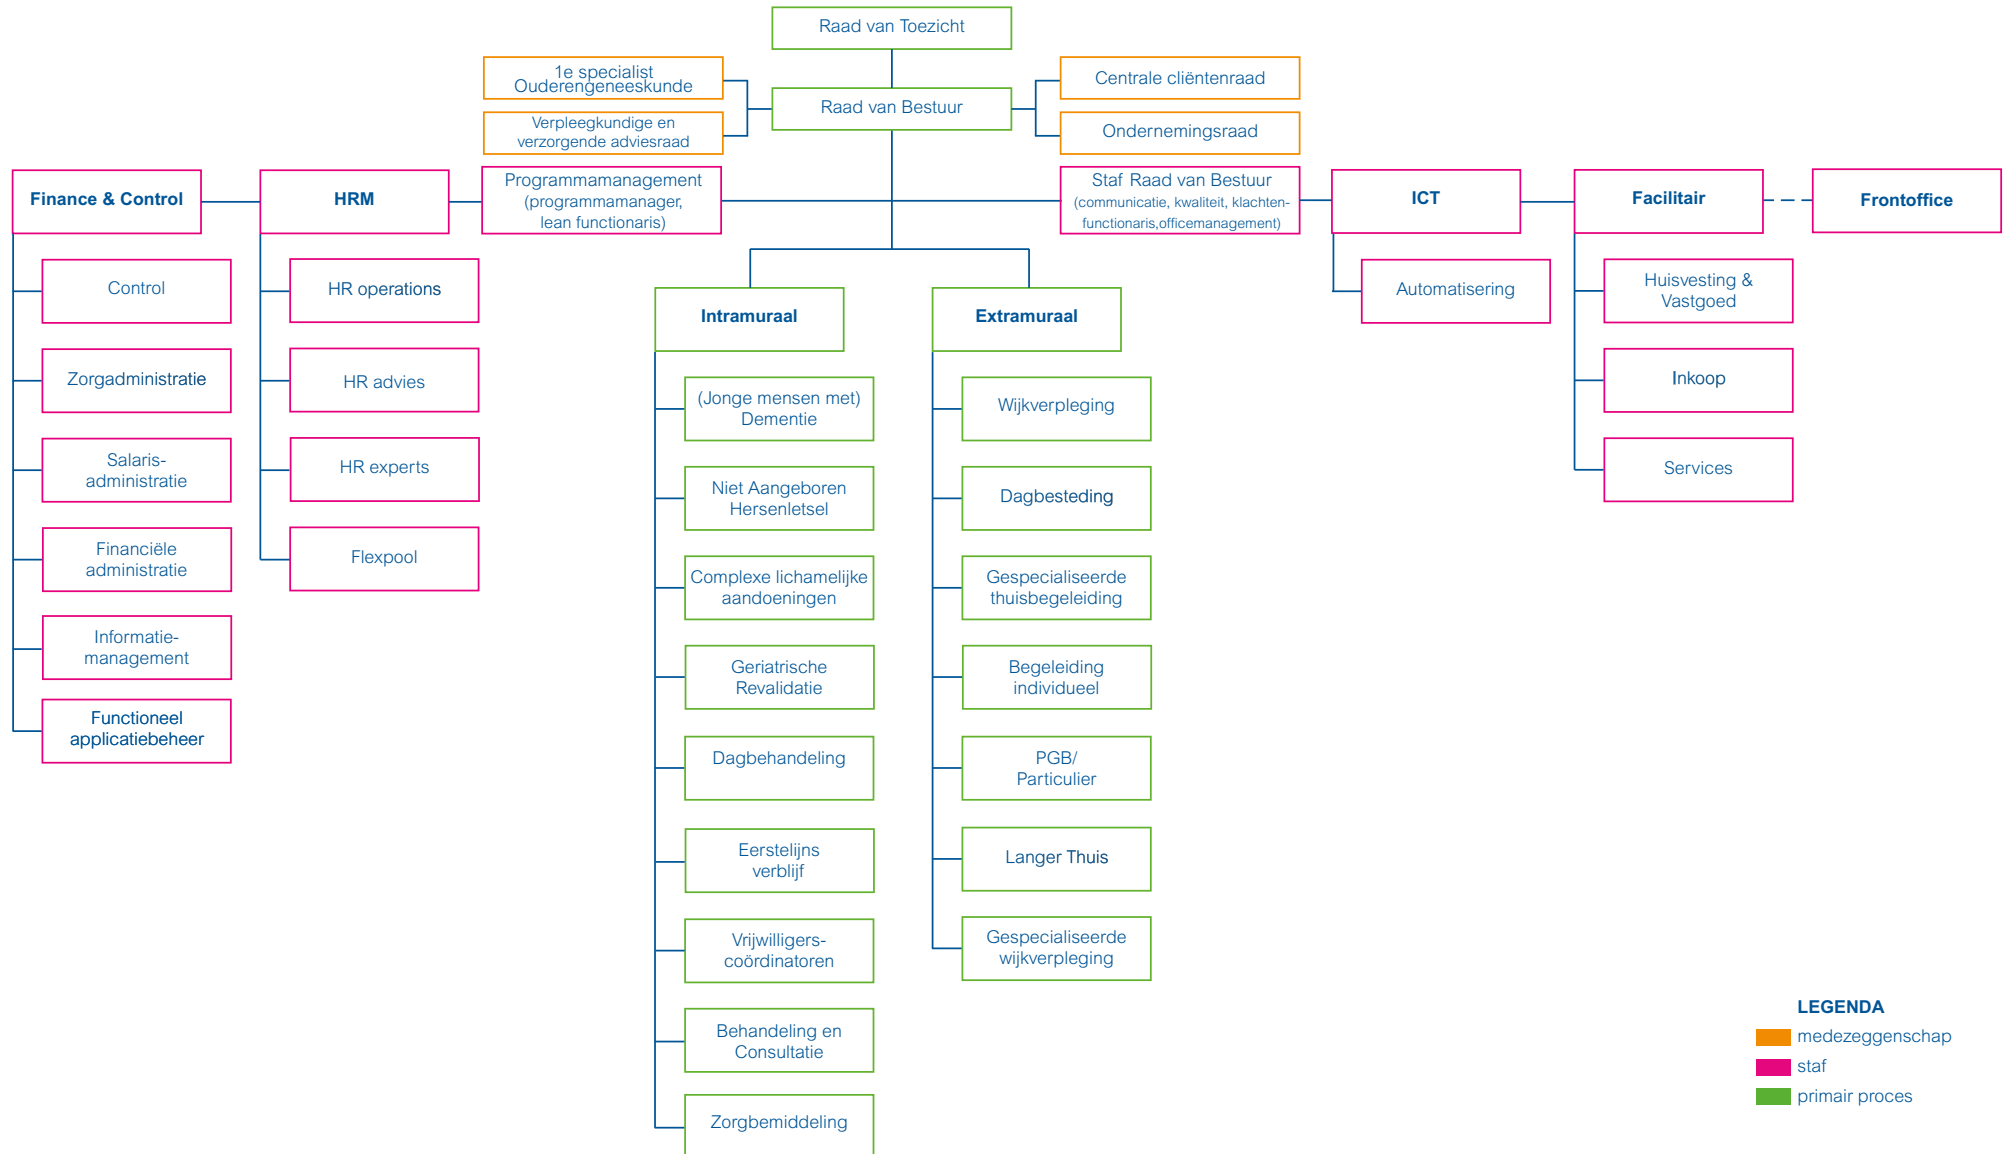 Raad van Toezicht
1e specialist
Ouderengeneeskunde
Centrale cliëntenraad
Raad van Bestuur
Verpleegkundige en
verzorgende adviesraad
Ondernemingsraad
Finance & Control
HRM
Programmamanagement
(programmamanager,
lean functionaris)
Staf Raad van Bestuur
(communicatie, kwaliteit, klachten-
functionaris,officemanagement)
ICT
Facilitair
Frontoffice
Control
Zorgadministratie
Salaris-
administratie
Financiële
administratie
Informatie-
management
Functioneel
applicatiebeheer
HR operations
HR advies
HR experts
Flexpool
Intramuraal
(Jonge mensen met)
Dementie
Niet Aangeboren
Hersenletsel
Complexe lichamelijke
aandoeningen
Geriatrische
Revalidatie
Dagbehandeling
Eerstelijns
verblijf
Vrijwilligers-
coördinatoren
Behandeling en
Consultatie
Zorgbemiddeling
Extramuraal
Wijkverpleging
Dagbesteding
Gespecialiseerde
thuisbegeleiding
Begeleiding
individueel
PGB/
Particulier
Langer Thuis
Gespecialiseerde
wijkverpleging
Automatisering
Huisvesting &
Vastgoed
Inkoop
Services
LEGENDA
medezeggenschap
staf
primair proces